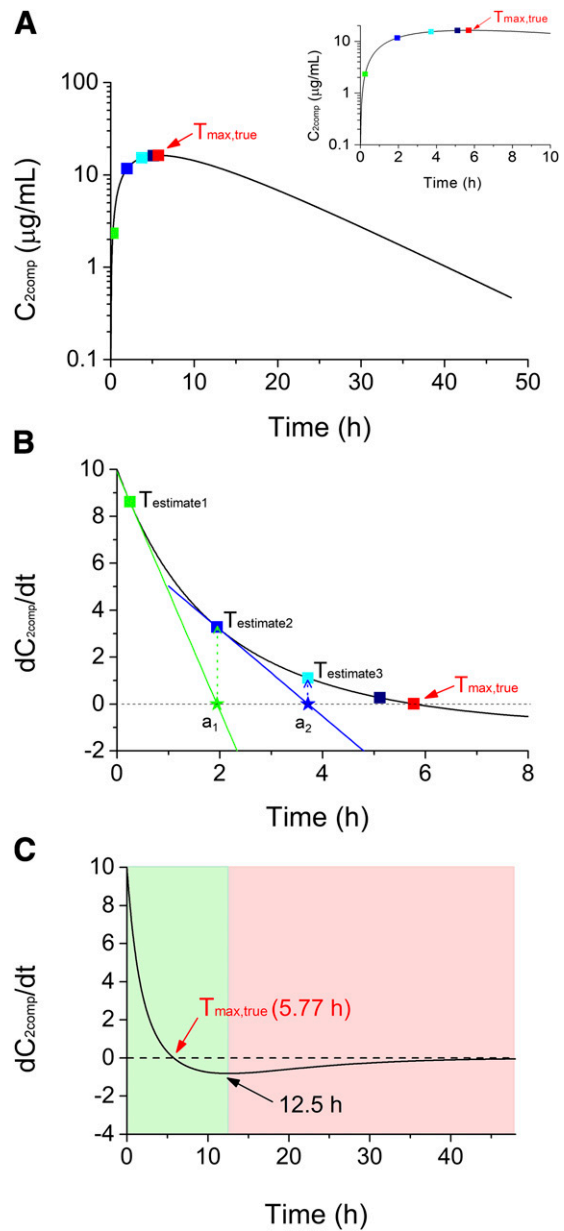 A
C2comp (μg/mL)
100
10
1
0.1
0
10
20
30
40
50
Time (h)
Tmax,true
C2comp (μg/mL)
10
1
0.1
0
2
4
6
8
10
Time (h)
Tmax,true
B
dC2comp/dt
10
8
6
4
2
0
-2
0
2
4
6
8
Time (h)
Testimate1
Testimate2
Testimate3
Tmax,true
a1
a2
C
dC2comp/dt
10
8
6
4
2
0
-2
-4
0
10
20
30
40
Time (h)
Tmax,true (5.77 h)
12.5 h